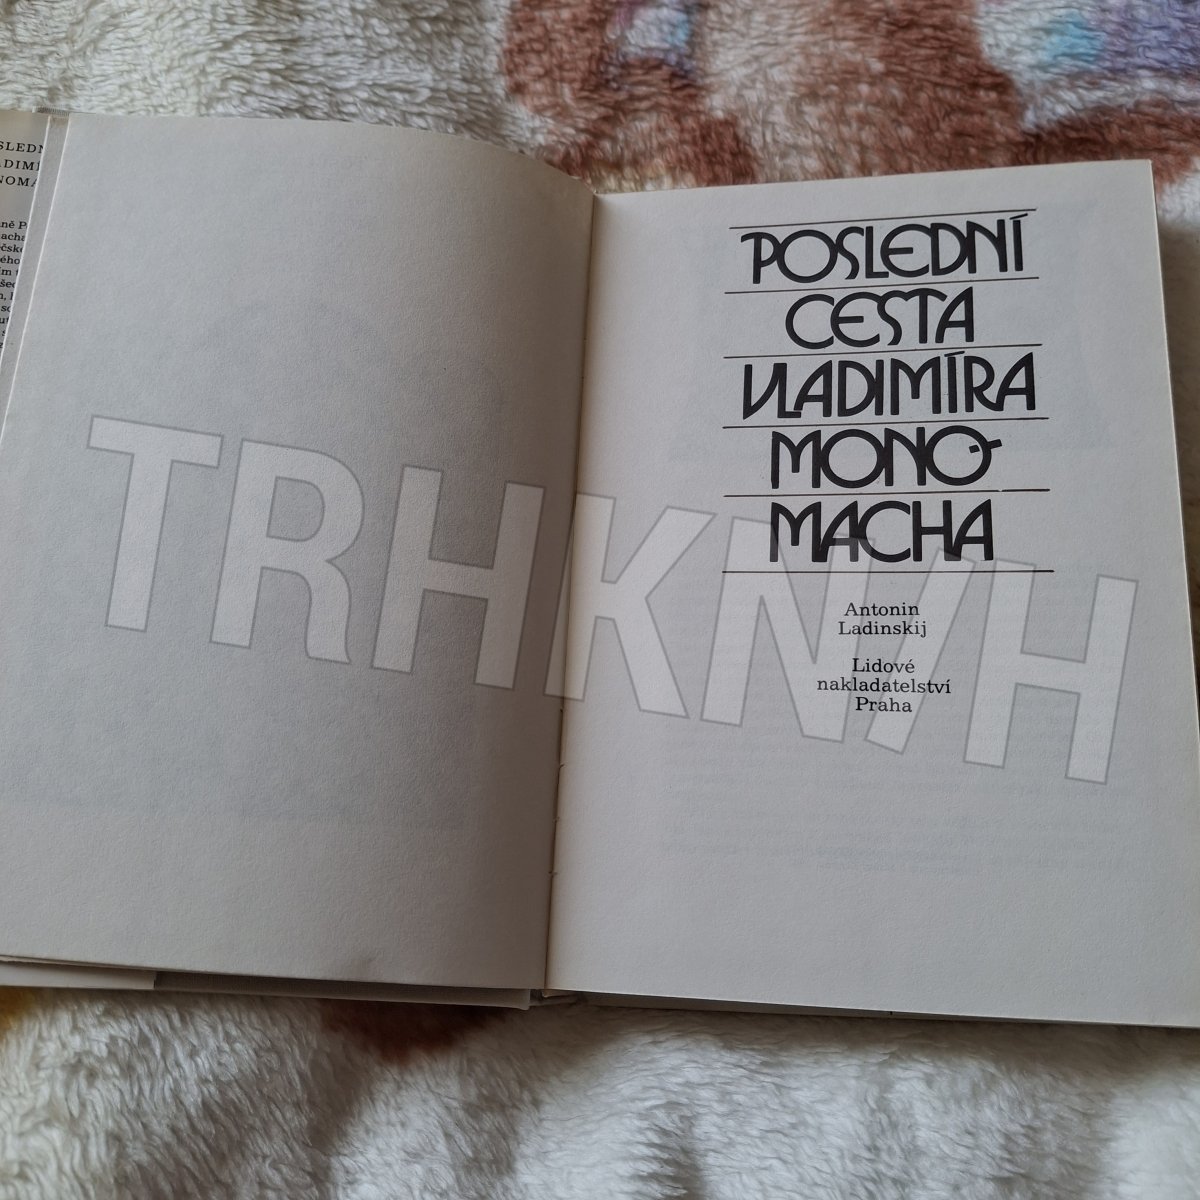 POSLEDNÍ
CESTA
VLADIMÍRA
MONO-
MACHA
Antonin
Ladinskij
Lidové
nakladatelství
Praha
TRHKNIH